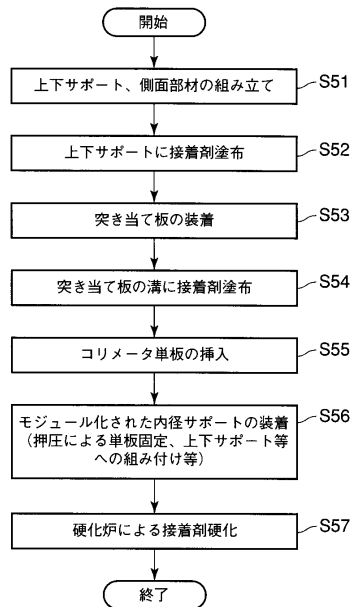 開始
上下サポート、側面部材の組み立て
S51
上下サポートに接着剤塗布
S52
突き当て板の装着
S53
突き当て板の溝に接着剤塗布
S54
コリメータ単板の挿入
S55
モジュール化された内径サポートの装着
(押圧による単板固定、上下サポート等
への組み付け等)
S56
硬化炉による接着剤硬化
S57
終了